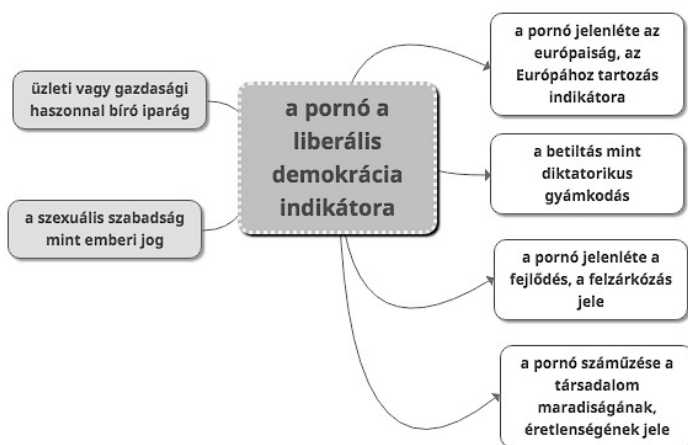 üzleti vagy gazdasági
haszonnal bíró iparág
a szexuális szabadság
mint emberi jog
a pornó a
liberális
demokrácia
indikátora
a pornó jelenléte az
európaiság, az
Európához tartozás
indikátora
a betiltás mint
diktatorikus
gyámkodás
a pornó jelenléte a
fejlődés, a felzárkózás
jele
a pornó száműzése a
társadalom
maradiságának,
éretlenségének jele